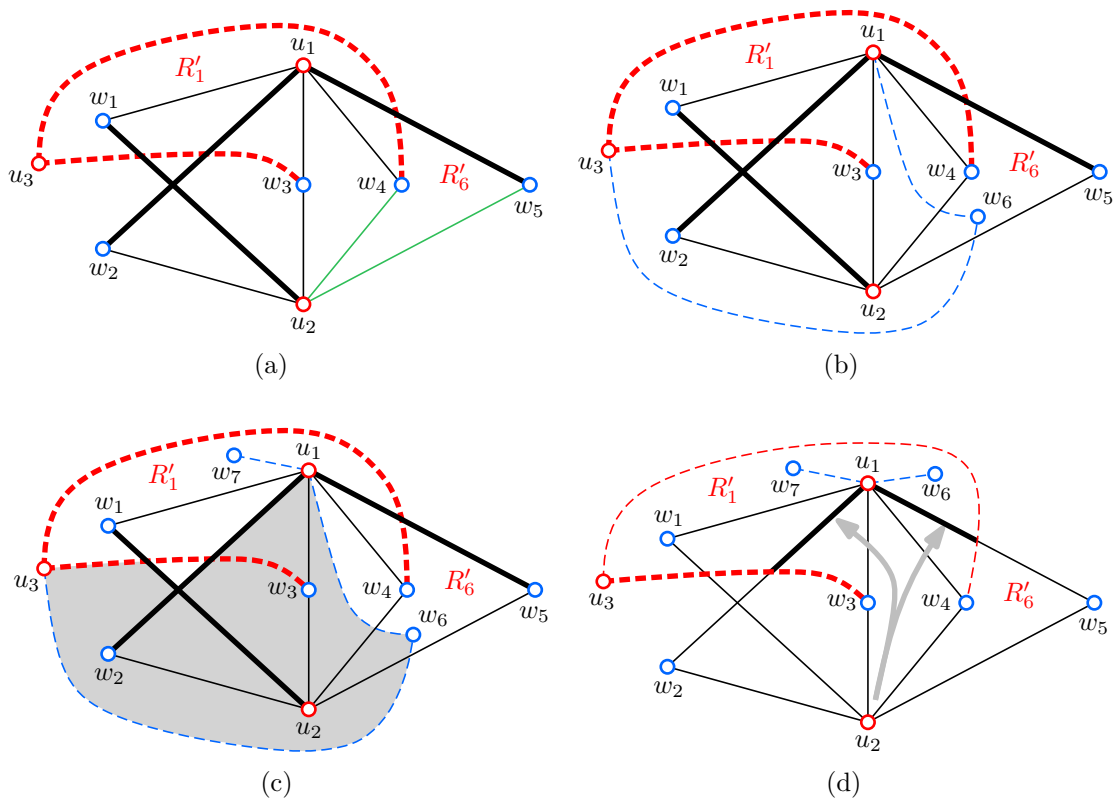 u₁
R′₁
w₁
u₃
w₃
w₄
R′₆
w₅
w₂
u₂
(a)
u₁
R′₁
w₁
u₃
w₃
w₄
R′₆
w₅
w₆
w₂
u₂
(b)
u₁
w₇
R′₁
w₁
u₃
w₃
w₄
R′₆
w₅
w₆
w₂
u₂
(c)
u₁
w₇
w₆
R′₁
w₁
u₃
w₃
w₄
R′₆
w₅
w₂
u₂
(d)